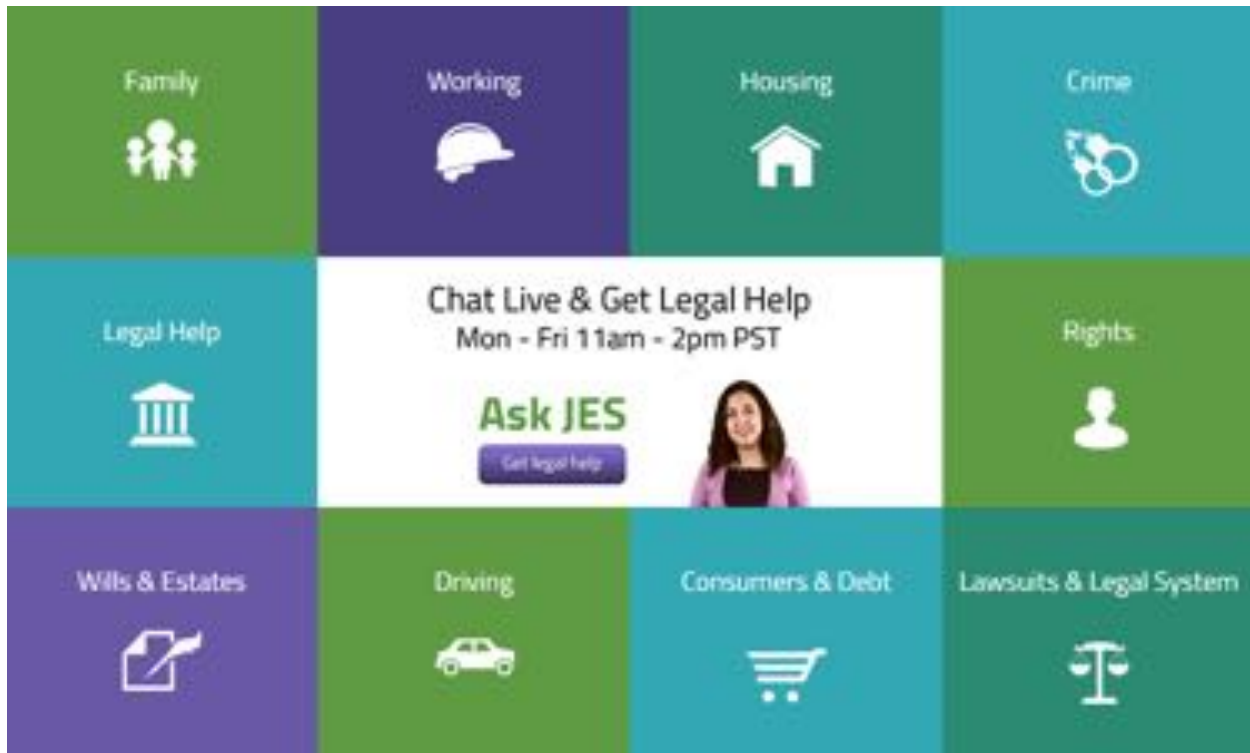 Family
Working
Housing
Crime
Legal Help
Chat Live & Get Legal Help
Mon - Fri 11am - 2pm PST
Ask JES
Get legal help
Rights
Wills & Estates
Driving
Consumers & Debt
Lawsuits & Legal System